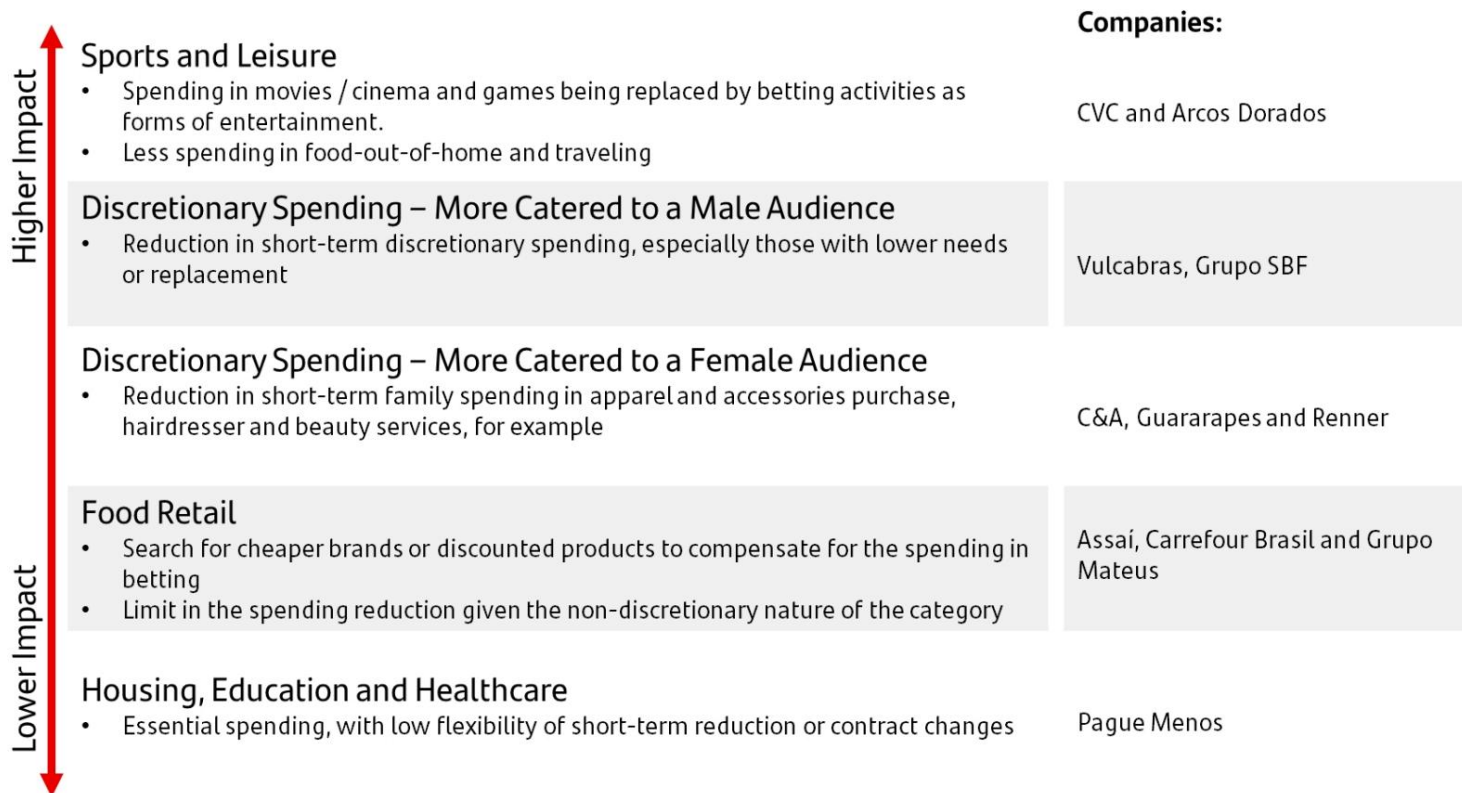 Companies:
Higher Impact
Sports and Leisure
• Spending in movies / cinema and games being replaced by betting activities as
forms of entertainment.
• Less spending in food-out-of-home and traveling
CVC and Arcos Dorados
Discretionary Spending – More Catered to a Male Audience
• Reduction in short-term discretionary spending, especially those with lower needs
or replacement
Vulcabras, Grupo SBF
Discretionary Spending – More Catered to a Female Audience
• Reduction in short-term family spending in apparel and accessories purchase,
hairdresser and beauty services, for example
C&A, Guararapes and Renner
Food Retail
• Search for cheaper brands or discounted products to compensate for the spending in
betting
• Limit in the spending reduction given the non-discretionary nature of the category
Assaí, Carrefour Brasil and Grupo
Mateus
Lower Impact
Housing, Education and Healthcare
• Essential spending, with low flexibility of short-term reduction or contract changes
Pague Menos